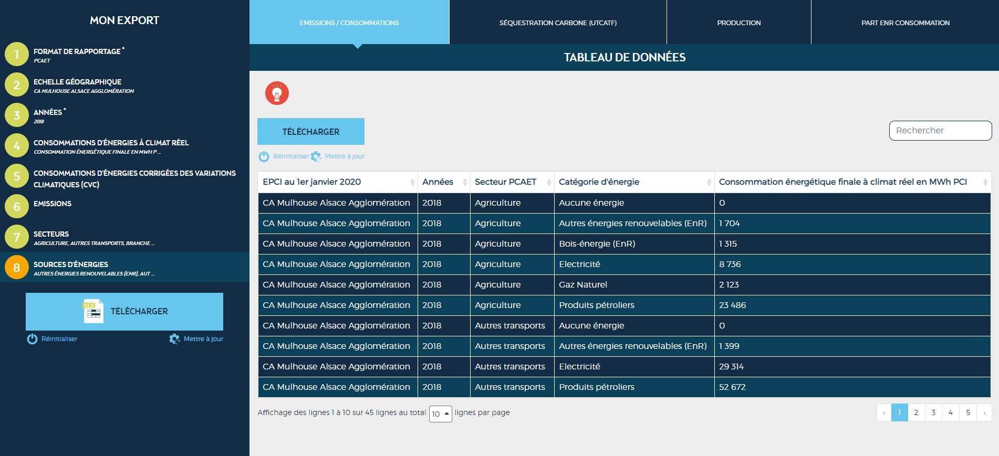 MON EXPORT
1 FORMAT DE RAPPORTAGE *
PCAET
2 ECHELLE GÉOGRAPHIQUE
CA MULHOUSE ALSACE AGGLOMÉRATION
3 ANNÉES *
2018
4 CONSOMMATIONS D'ÉNERGIES À CLIMAT RÉEL
CONSOMMATION ÉNERGÉTIQUE FINALE EN MWH P ...
5 CONSOMMATIONS D'ÉNERGIES CORRIGÉES DES VARIATIONS
CLIMATIQUES (CVC)
6 EMISSIONS
7 SECTEURS
AGRICULTURE, AUTRES TRANSPORTS, BRANCHE ...
8 SOURCES D'ÉNERGIES
AUTRES ÉNERGIES RENOUVELABLES (ENR), AUT ...
XLS TÉLÉCHARGER
Réinitialiser Mettre à jour
EMISSIONS / CONSOMMATIONS SÉQUESTRATION CARBONE (UTCATF) PRODUCTION PART ENR CONSOMMATION
TABLEAU DE DONNÉES
TÉLÉCHARGER
Rechercher
Réinitialiser Mettre à jour
EPCI au 1er janvier 2020 Années Secteur PCAET Catégorie d'énergie Consommation énergétique finale à climat réel en MWh PCI
CA Mulhouse Alsace Agglomération 2018 Agriculture Aucune énergie 0
CA Mulhouse Alsace Agglomération 2018 Agriculture Autres énergies renouvelables (EnR) 1 704
CA Mulhouse Alsace Agglomération 2018 Agriculture Bois-énergie (EnR) 1 315
CA Mulhouse Alsace Agglomération 2018 Agriculture Electricité 8 736
CA Mulhouse Alsace Agglomération 2018 Agriculture Gaz Naturel 2 123
CA Mulhouse Alsace Agglomération 2018 Agriculture Produits pétroliers 23 486
CA Mulhouse Alsace Agglomération 2018 Autres transports Aucune énergie 0
CA Mulhouse Alsace Agglomération 2018 Autres transports Autres énergies renouvelables (EnR) 1 399
CA Mulhouse Alsace Agglomération 2018 Autres transports Electricité 29 314
CA Mulhouse Alsace Agglomération 2018 Autres transports Produits pétroliers 52 672
Affichage des lignes 1 à 10 sur 45 lignes au total 10 lignes par page
‹ 1 2 3 4 5 ›